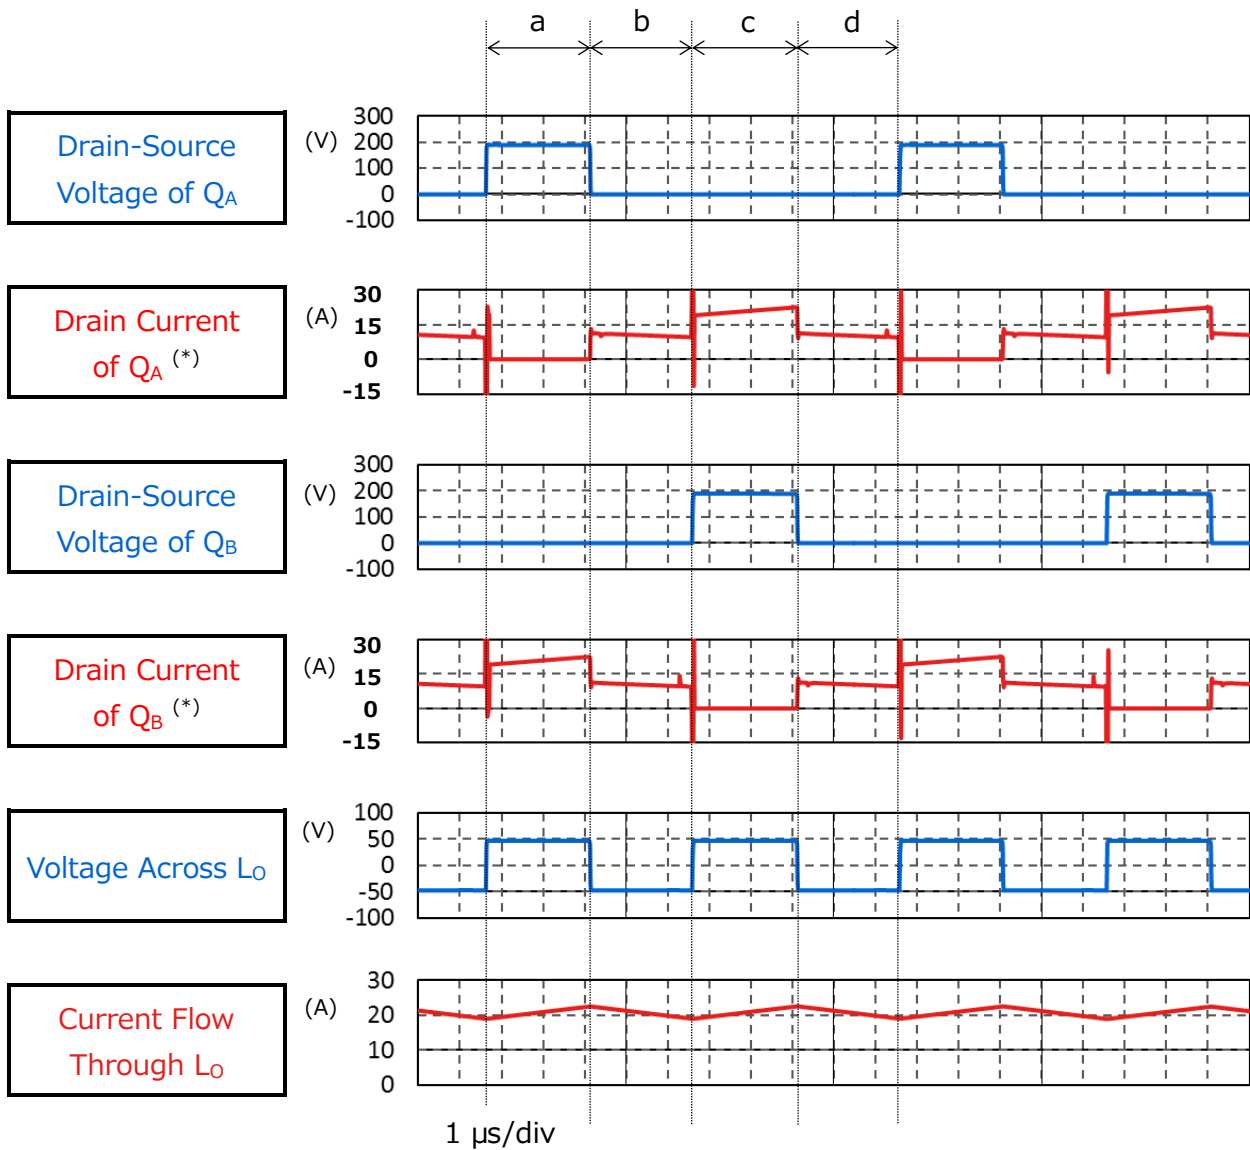 a b c d
Drain-Source
Voltage of QA
(V)
300
200
100
0
-100
Drain Current
of QA (*)
(A)
30
15
0
-15
Drain-Source
Voltage of QB
(V)
300
200
100
0
-100
Drain Current
of QB (*)
(A)
30
15
0
-15
Voltage Across LO
(V)
100
50
0
-50
-100
Current Flow
Through LO
(A)
30
20
10
0
1 μs/div